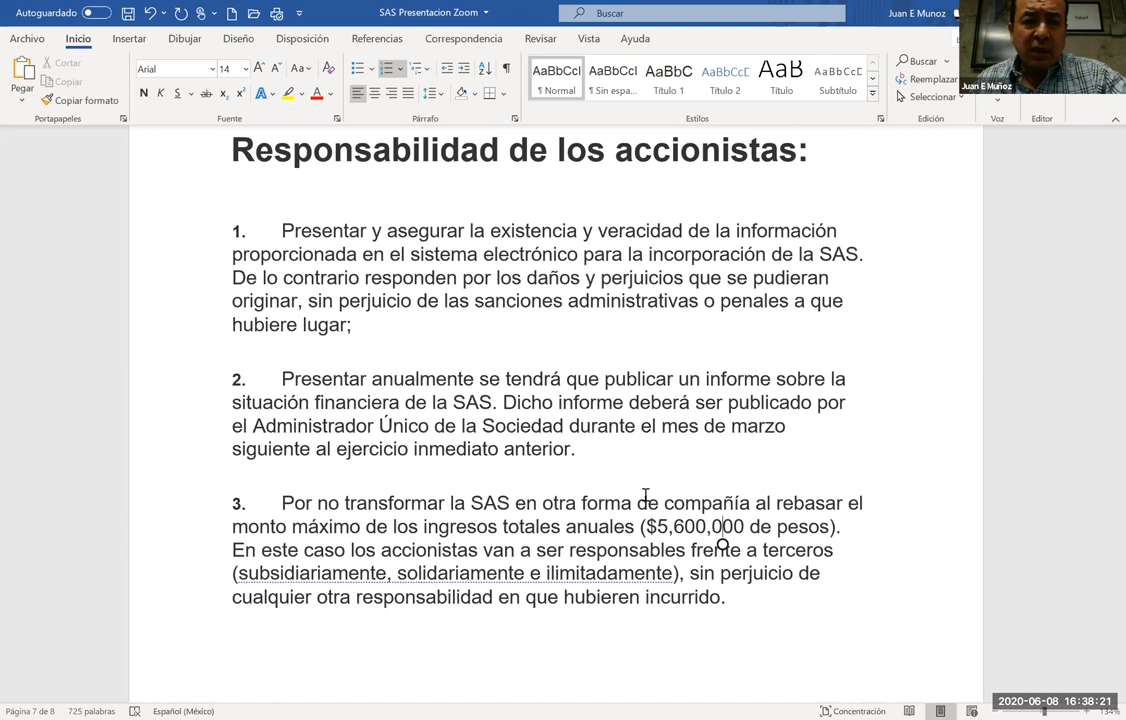 Autoguardado
SAS Presentacion Zoom
Buscar
Juan E Munoz
Archivo Inicio Insertar Dibujar Diseño Disposición Referencias Correspondencia Revisar Vista Ayuda
Pegar
Cortar
Copiar
Copiar formato
Portapapeles
Arial 14
Fuente
Párrafo
AaBbCcI AaBbCcI AaBbC AaBbCcC AaB AaBbCcD
¶ Normal ¶ Sin espa... Título 1 Título 2 Título Subtítulo
Estilos
Buscar
Reemplazar
Seleccionar
Edición
Voz
Editor
Juan E Muñoz
Responsabilidad de los accionistas:
1. Presentar y asegurar la existencia y veracidad de la información
proporcionada en el sistema electrónico para la incorporación de la SAS.
De lo contrario responden por los daños y perjuicios que se pudieran
originar, sin perjuicio de las sanciones administrativas o penales a que
hubiere lugar;
2. Presentar anualmente se tendrá que publicar un informe sobre la
situación financiera de la SAS. Dicho informe deberá ser publicado por
el Administrador Único de la Sociedad durante el mes de marzo
siguiente al ejercicio inmediato anterior.
3. Por no transformar la SAS en otra forma de compañía al rebasar el
monto máximo de los ingresos totales anuales ($5,600,000 de pesos).
En este caso los accionistas van a ser responsables frente a terceros
(subsidiariamente, solidariamente e ilimitadamente), sin perjuicio de
cualquier otra responsabilidad en que hubieren incurrido.
Página 7 de 8 725 palabras Español (México) Concentración 134%
2020-06-08 16:38:21